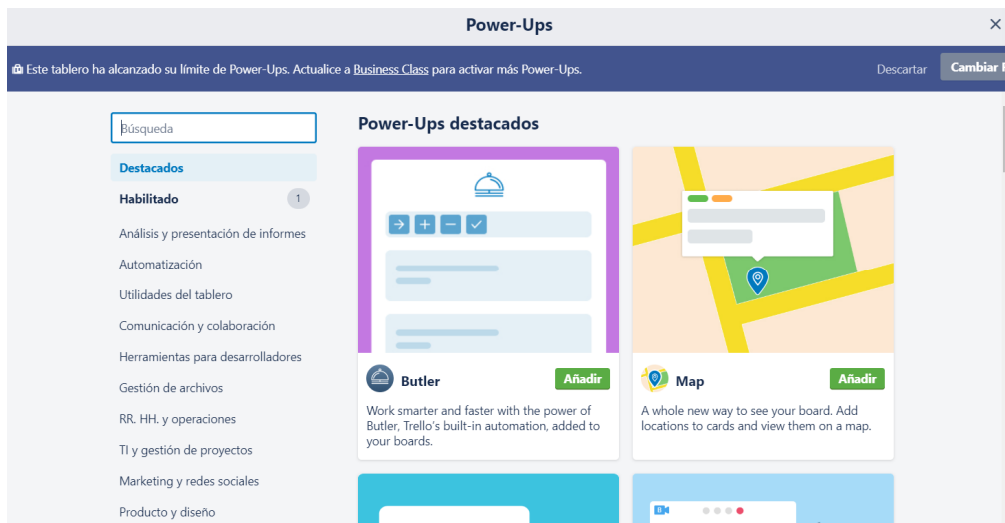 Power-Ups
Este tablero ha alcanzado su límite de Power-Ups. Actualice a Business Class para activar más Power-Ups.
Descartar
Cambiar
Búsqueda
Destacados
Habilitado 1
Análisis y presentación de informes
Automatización
Utilidades del tablero
Comunicación y colaboración
Herramientas para desarrolladores
Gestión de archivos
RR. HH. y operaciones
TI y gestión de proyectos
Marketing y redes sociales
Producto y diseño
Power-Ups destacados
Butler
Añadir
Work smarter and faster with the power of
Butler, Trello's built-in automation, added to
your boards.
Map
Añadir
A whole new way to see your board. Add
locations to cards and view them on a map.